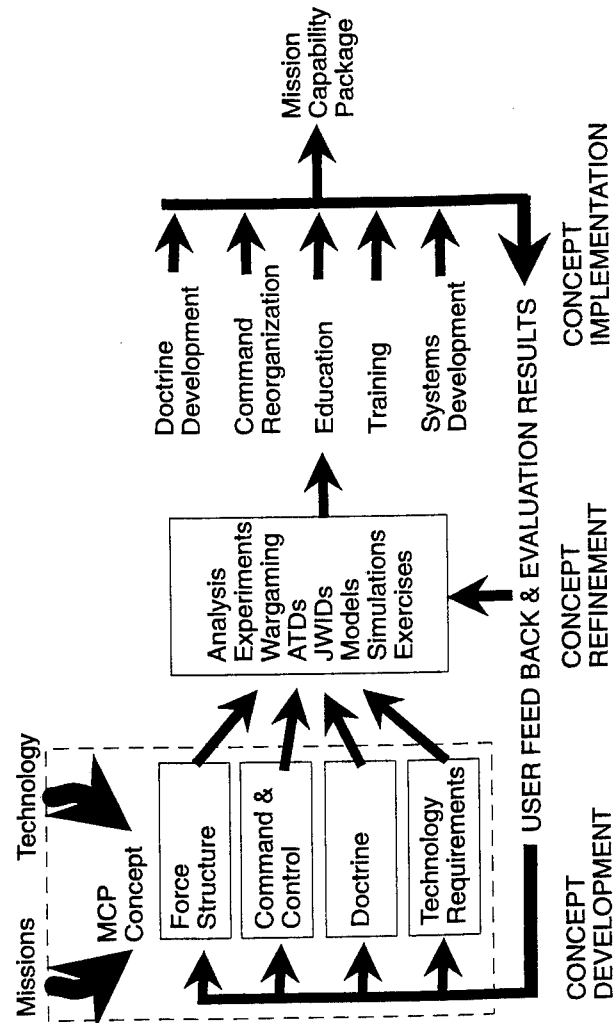 Missions
Technology
MCP
Concept
Force
Structure
Command &
Control
Doctrine
Technology
Requirements
Analysis
Experiments
Wargaming
ATDs
JWIDs
Models
Simulations
Exercises
Doctrine
Development
Command
Reorganization
Education
Training
Systems
Development
Mission
Capability
Package
USER FEED BACK & EVALUATION RESULTS
CONCEPT
DEVELOPMENT
CONCEPT
REFINEMENT
CONCEPT
IMPLEMENTATION